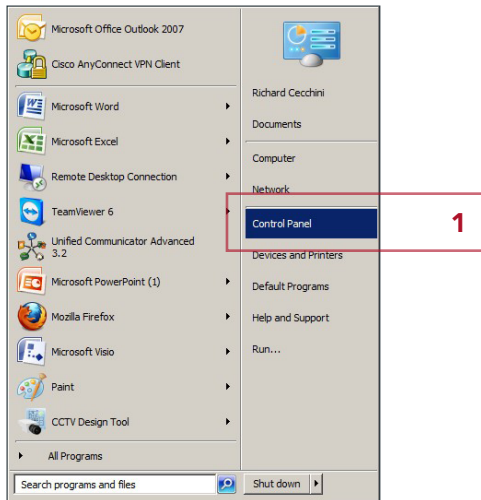 Microsoft Office Outlook 2007
Cisco AnyConnect VPN Client
Microsoft Word
Microsoft Excel
Remote Desktop Connection
TeamViewer 6
Unified Communicator Advanced
3.2
Microsoft PowerPoint (1)
Mozilla Firefox
Microsoft Visio
Paint
CCTV Design Tool
All Programs
Search programs and files
Richard Cecchini
Documents
Computer
Network
Control Panel
1
Devices and Printers
Default Programs
Help and Support
Run...
Shut down